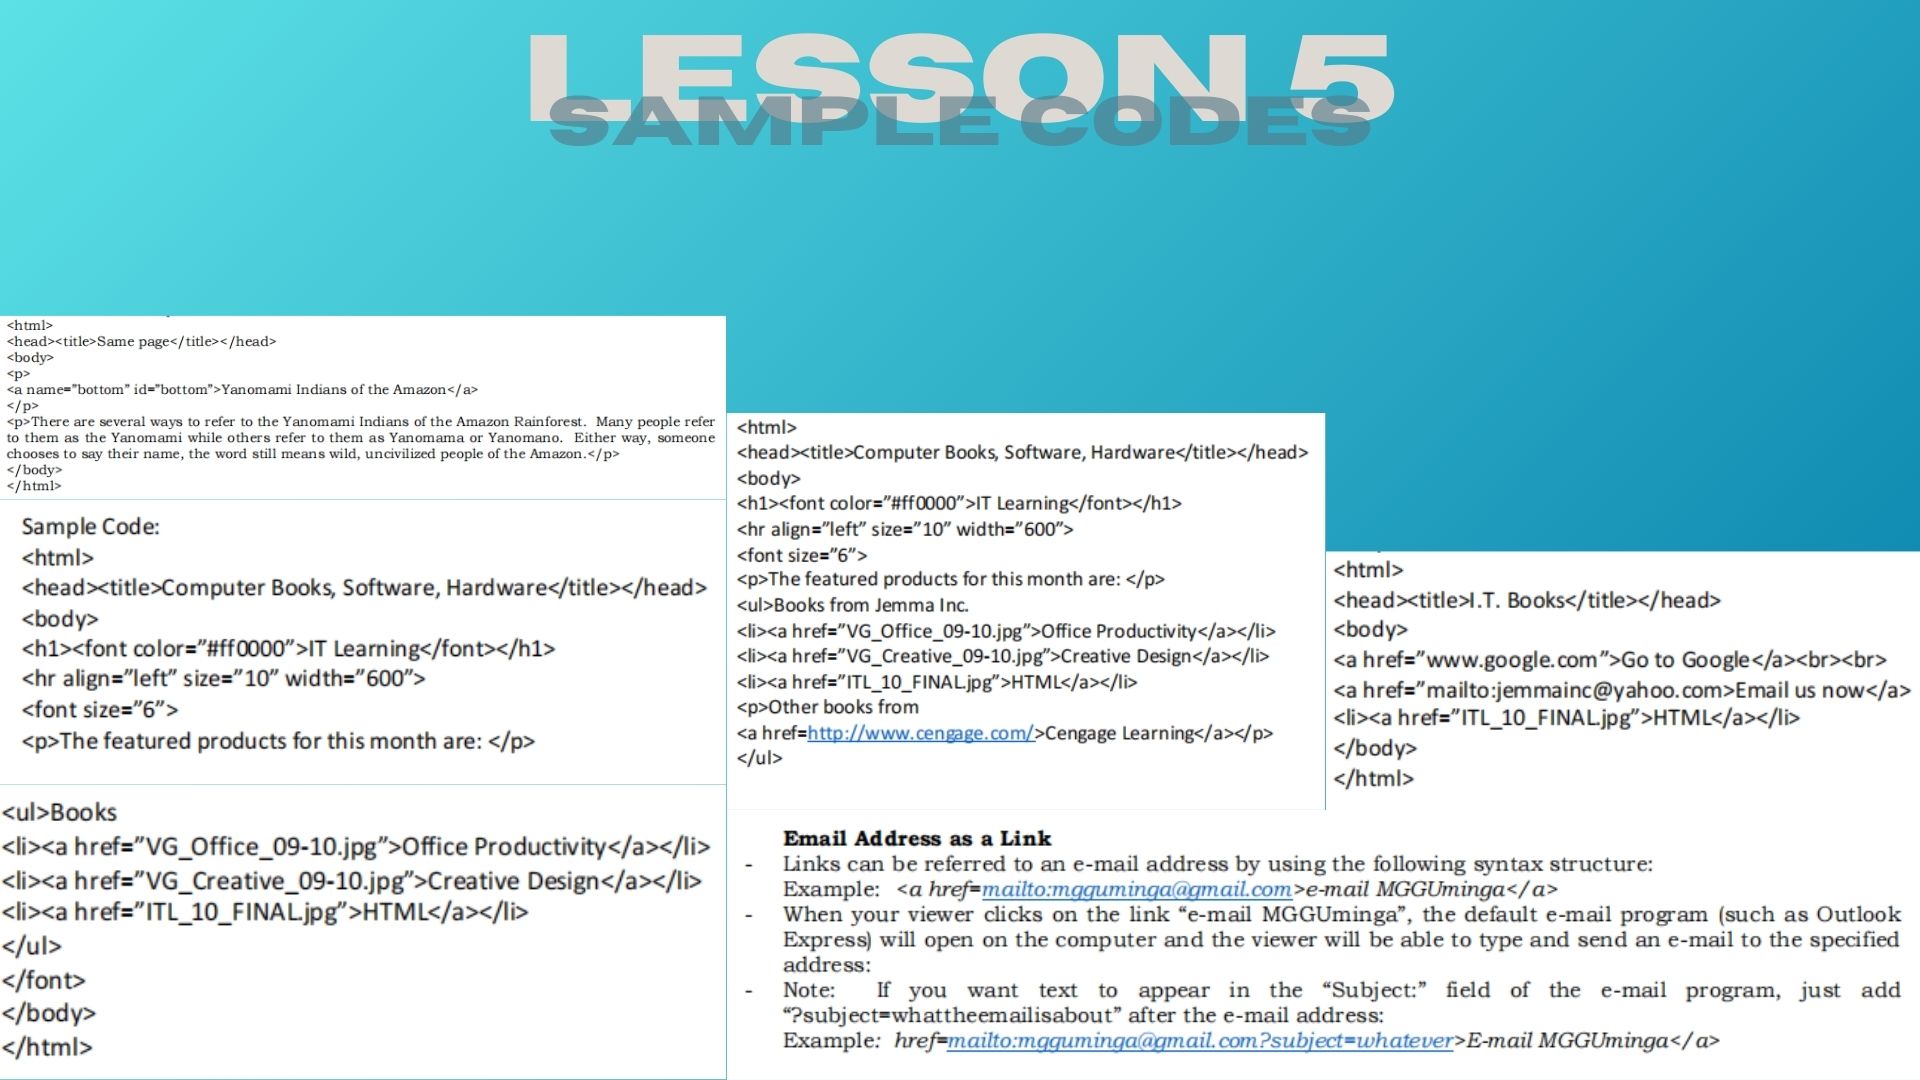 LESSON 5
SAMPLE CODES
<html>
<head><title>Same page</title></head>
<body>
<p>
<a name=”bottom” id=”bottom”>Yanomami Indians of the Amazon</a>
</p>
<p>There are several ways to refer to the Yanomami Indians of the Amazon Rainforest. Many people refer
to them as the Yanomami while others refer to them as Yanomama or Yanomano. Either way, someone
chooses to say their name, the word still means wild, uncivilized people of the Amazon.</p>
</body>
</html>
Sample Code:
<html>
<head><title>Computer Books, Software, Hardware</title></head>
<body>
<h1><font color=”#ff0000”>IT Learning</font></h1>
<hr align=”left” size=”10” width=”600”>
<font size=”6”>
<p>The featured products for this month are: </p>
<ul>Books
<li><a href=”VG_Office_09-10.jpg”>Office Productivity</a></li>
<li><a href=”VG_Creative_09-10.jpg”>Creative Design</a></li>
<li><a href=”ITL_10_FINAL.jpg”>HTML</a></li>
</ul>
</font>
</body>
</html>
<html>
<head><title>Computer Books, Software, Hardware</title></head>
<body>
<h1><font color=”#ff0000”>IT Learning</font></h1>
<hr align=”left” size=”10” width=”600”>
<font size=”6”>
<p>The featured products for this month are: </p>
<ul>Books from Jemma Inc.
<li><a href=”VG_Office_09-10.jpg”>Office Productivity</a></li>
<li><a href=”VG_Creative_09-10.jpg”>Creative Design</a></li>
<li><a href=”ITL_10_FINAL.jpg”>HTML</a></li>
<p>Other books from
<a href=http://www.cengage.com/>Cengage Learning</a></p>
</ul>
<html>
<head><title>I.T. Books</title></head>
<body>
<a href=”www.google.com”>Go to Google</a><br><br>
<a href=”mailto:jemmainc@yahoo.com>Email us now</a>
<li><a href=”ITL_10_FINAL.jpg”>HTML</a></li>
</body>
</html>
Email Address as a Link
- Links can be referred to an e-mail address by using the following syntax structure:
Example: <a href=mailto:mgguminga@gmail.com>e-mail MGGUminga</a>
- When your viewer clicks on the link “e-mail MGGUminga”, the default e-mail program (such as Outlook
Express) will open on the computer and the viewer will be able to type and send an e-mail to the specified
address:
- Note: If you want text to appear in the “Subject:” field of the e-mail program, just add
“?subject=whattheemailisabout” after the e-mail address:
Example: href=mailto:mgguminga@gmail.com?subject=whatever>E-mail MGGUminga</a>